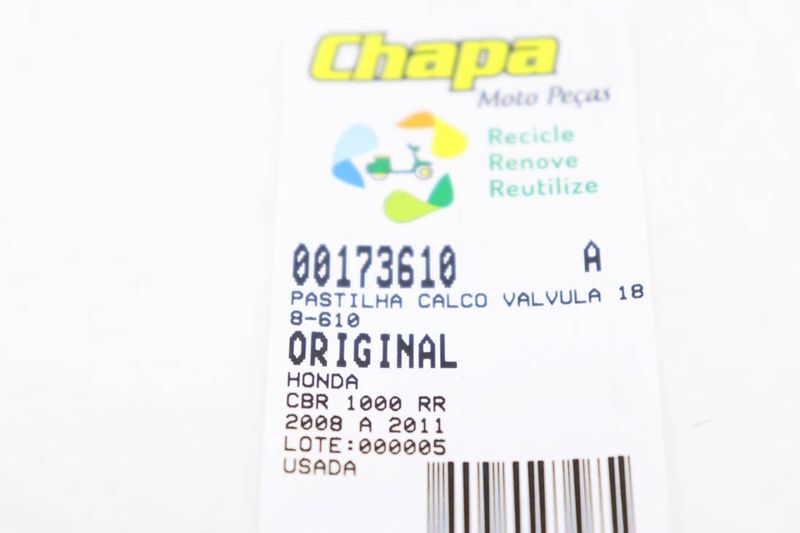 Chapa
Moto Peças
Recicle
Renove
Reutilize
00173610 A
PASTILHA CALCO VALVULA 18
8-610
ORIGINAL
HONDA
CBR 1000 RR
2008 A 2011
LOTE:000005
USADA